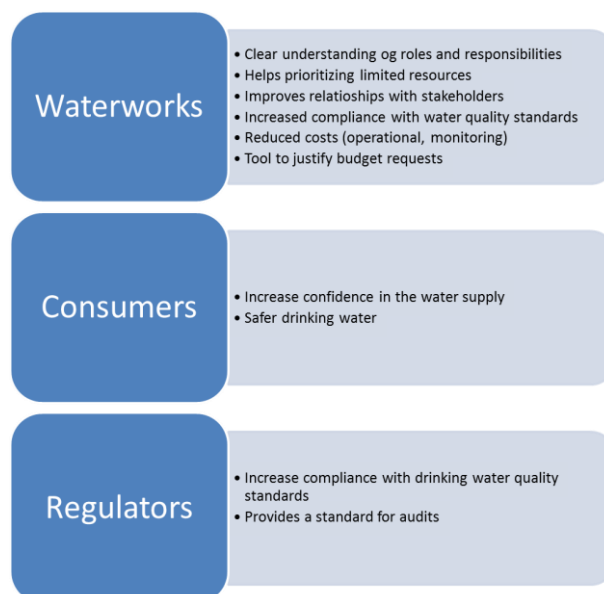 Waterworks
• Clear understanding og roles and responsibilities
• Helps prioritizing limited resources
• Improves relatioships with stakeholders
• Increased compliance with water quality standards
• Reduced costs (operational, monitoring)
• Tool to justify budget requests
Consumers
• Increase confidence in the water supply
• Safer drinking water
Regulators
• Increase compliance with drinking water quality
standards
• Provides a standard for audits